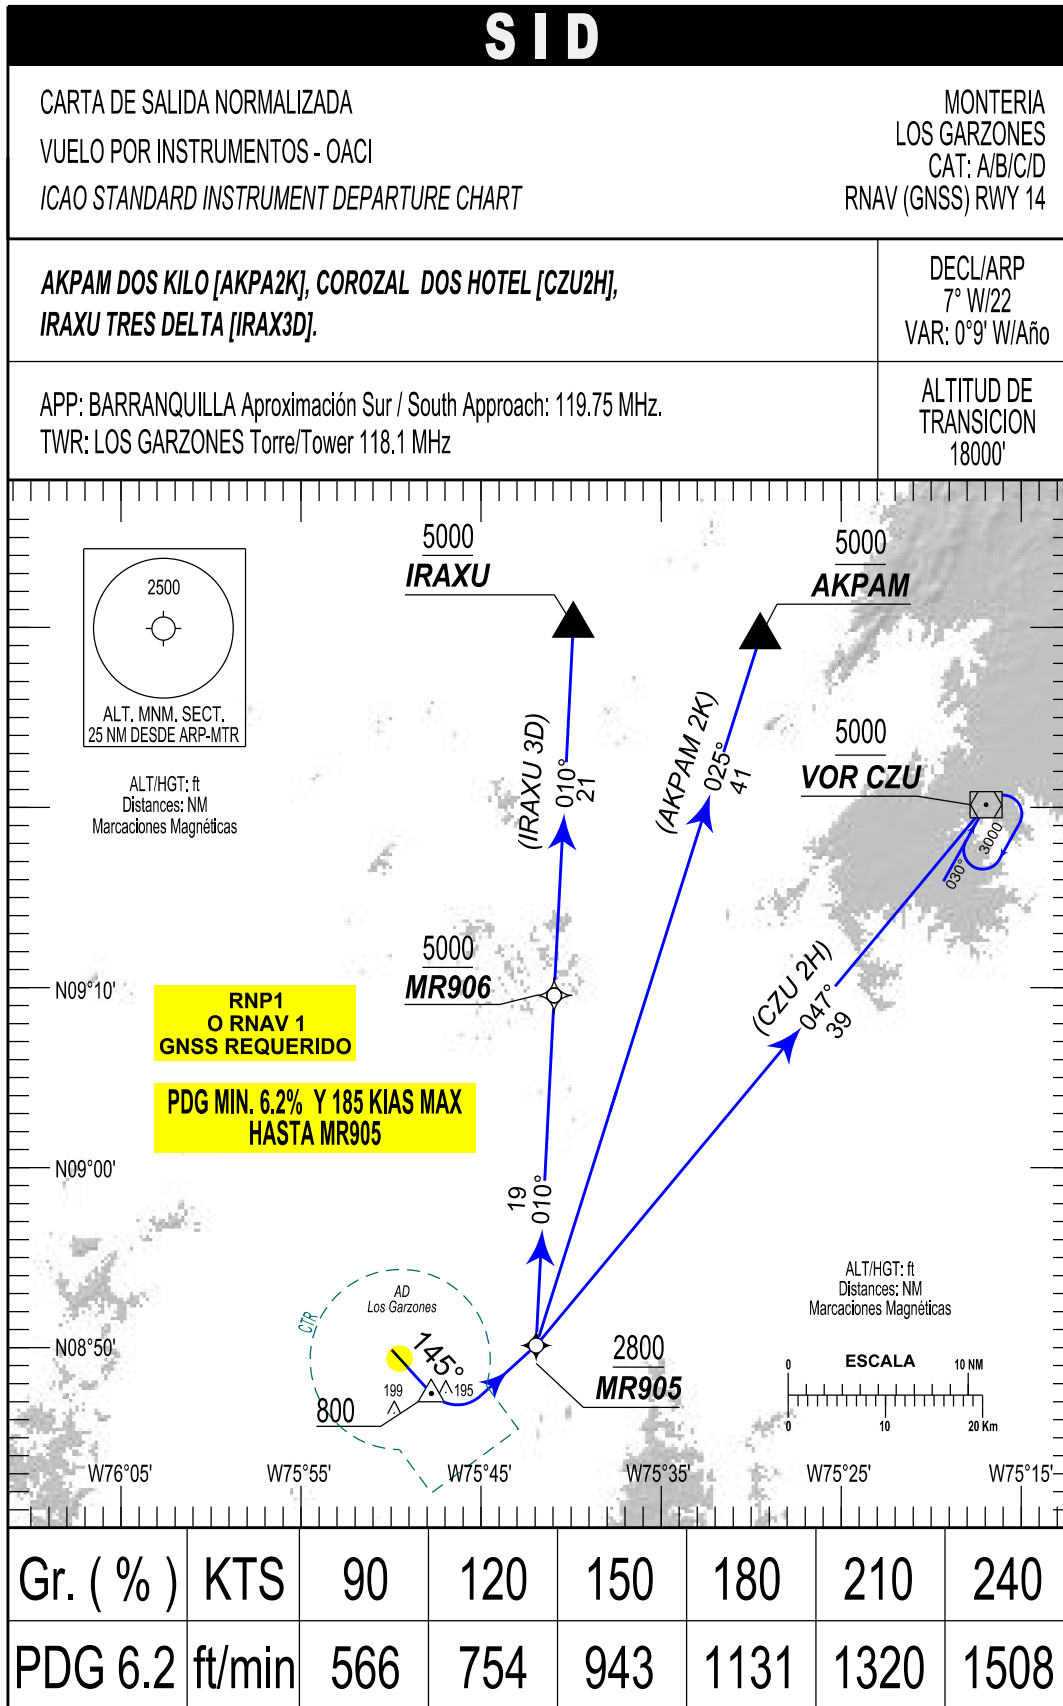 SID
CARTA DE SALIDA NORMALIZADA
VUELO POR INSTRUMENTOS - OACI
ICAO STANDARD INSTRUMENT DEPARTURE CHART
MONTERIA
LOS GARZONES
CAT: A/B/C/D
RNAV (GNSS) RWY 14
AKPAM DOS KILO [AKPA2K], COROZAL DOS HOTEL [CZU2H],
IRAXU TRES DELTA [IRAX3D].
DECL/ARP
7° W/22
VAR: 0°9' W/Año
APP: BARRANQUILLA Aproximación Sur / South Approach: 119.75 MHz.
TWR: LOS GARZONES Torre/Tower 118.1 MHz
ALTITUD DE
TRANSICION
18000'
2500
ALT. MNM. SECT.
25 NM DESDE ARP-MTR
ALT/HGT: ft
Distances: NM
Marcaciones Magnéticas
5000
IRAXU
5000
AKPAM
5000
VOR CZU
(IRAXU 3D)
010°
21
(AKPAM 2K)
025°
41
030°
3000
5000
MR906
(CZU 2H)
047°
39
N09°10'
RNP1
O RNAV 1
GNSS REQUERIDO
PDG MIN. 6.2% Y 185 KIAS MAX
HASTA MR905
N09°00'
19
010°
AD
Los Garzones
CTR
N08°50'
145°
199
195
800
2800
MR905
ALT/HGT: ft
Distances: NM
Marcaciones Magnéticas
0 ESCALA 10 NM
0 10 20 Km
W76°05' W75°55' W75°45' W75°35' W75°25' W75°15'
Gr. ( % ) KTS 90 120 150 180 210 240
PDG 6.2 ft/min 566 754 943 1131 1320 1508